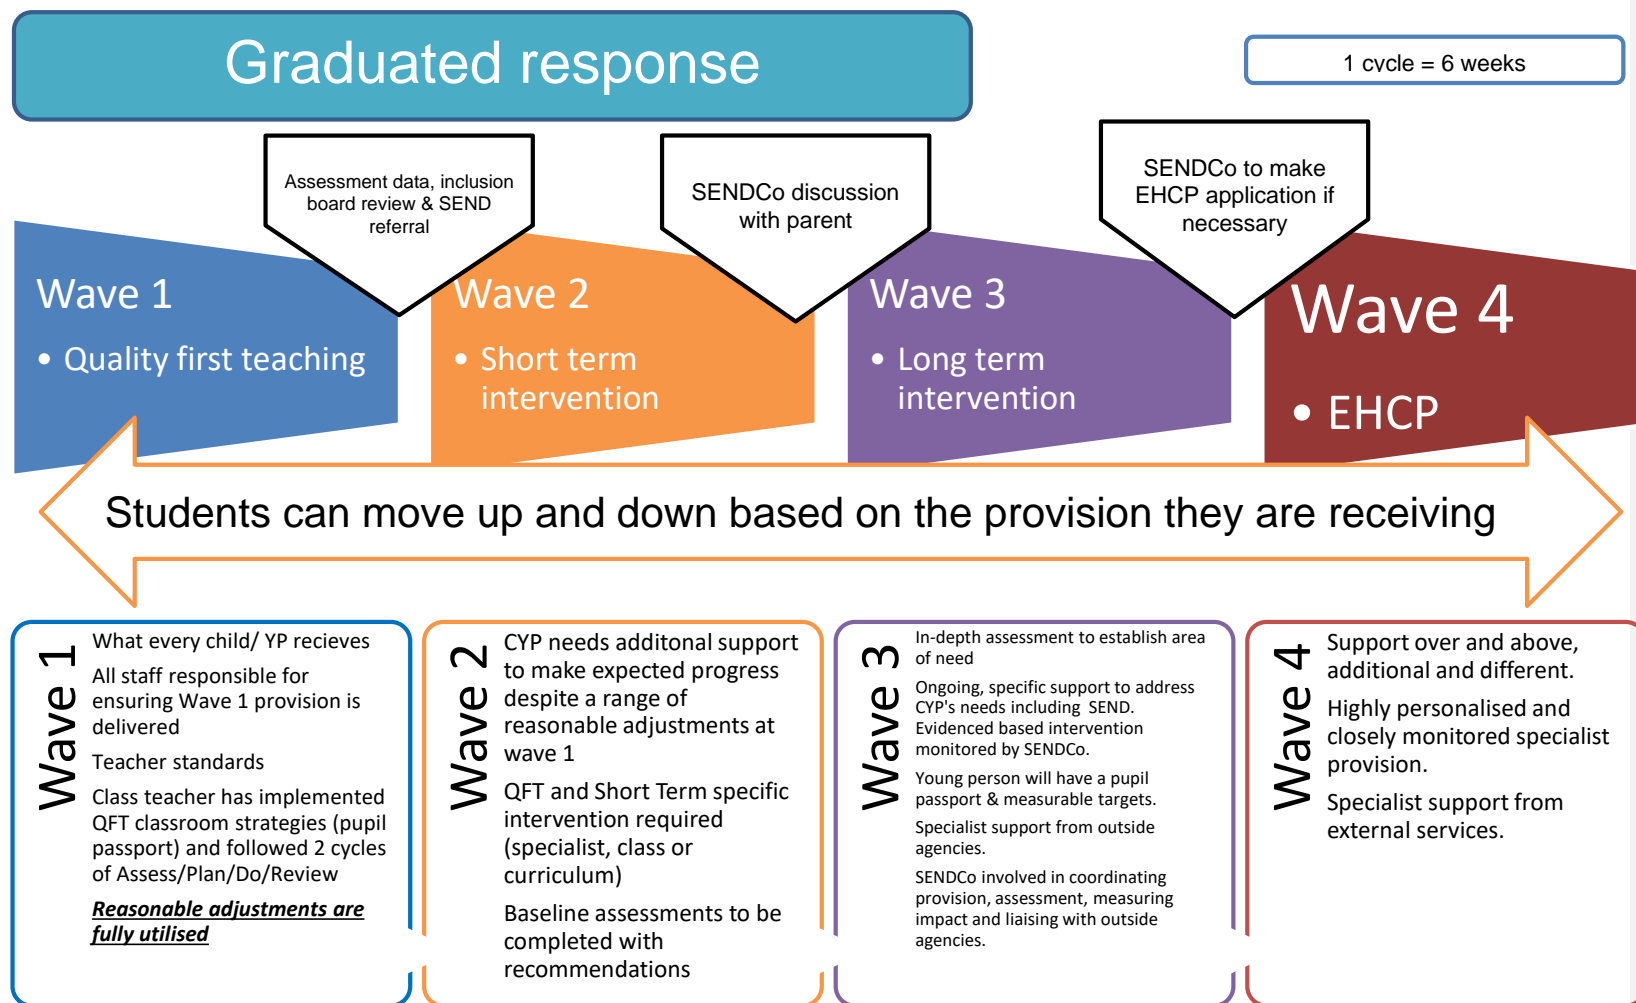 Graduated response
1 cycle = 6 weeks
Assessment data, inclusion
board review & SEND
referral
SENDCo discussion
with parent
SENDCo to make
EHCP application if
necessary
Wave 1
• Quality first teaching
Wave 2
• Short term
intervention
Wave 3
• Long term
intervention
Wave 4
• EHCP
Students can move up and down based on the provision they are receiving
Wave 1
What every child/ YP recieves
All staff responsible for
ensuring Wave 1 provision is
delivered
Teacher standards
Class teacher has implemented
QFT classroom strategies (pupil
passport) and followed 2 cycles
of Assess/Plan/Do/Review
Reasonable adjustments are
fully utilised
Wave 2
CYP needs additonal support
to make expected progress
despite a range of
reasonable adjustments at
wave 1
QFT and Short Term specific
intervention required
(specialist, class or
curriculum)
Baseline assessments to be
completed with
recommendations
Wave 3
In-depth assessment to establish area
of need
Ongoing, specific support to address
CYP's needs including SEND.
Evidenced based intervention
monitored by SENDCo.
Young person will have a pupil
passport & measurable targets.
Specialist support from outside
agencies.
SENDCo involved in coordinating
provision, assessment, measuring
impact and liaising with outside
agencies.
Wave 4
Support over and above,
additional and different.
Highly personalised and
closely monitored specialist
provision.
Specialist support from
external services.